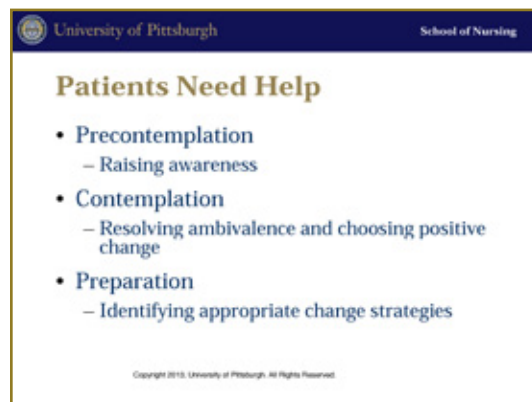 University of Pittsburgh
School of Nursing
Patients Need Help
• Precontemplation
– Raising awareness
• Contemplation
– Resolving ambivalence and choosing positive
change
• Preparation
– Identifying appropriate change strategies
Copyright 2010, University of Pittsburgh. All Rights Reserved.